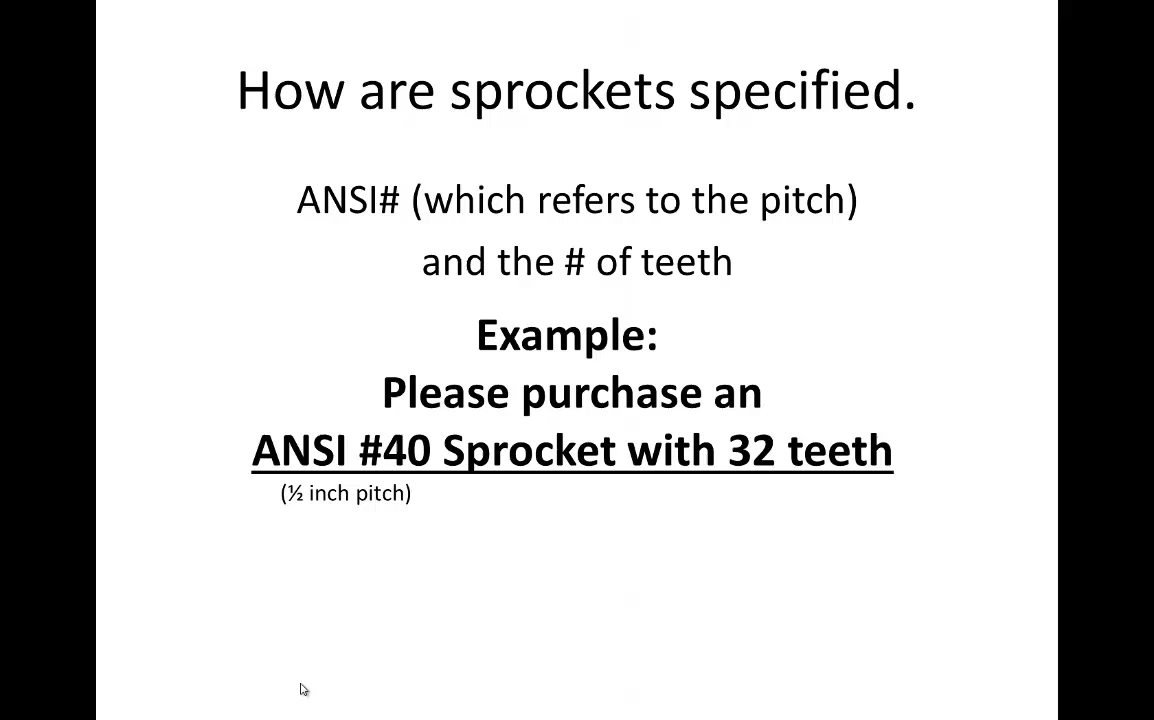 How are sprockets specified.
ANSI# (which refers to the pitch)
and the # of teeth
Example:
Please purchase an
ANSI #40 Sprocket with 32 teeth
(½ inch pitch)